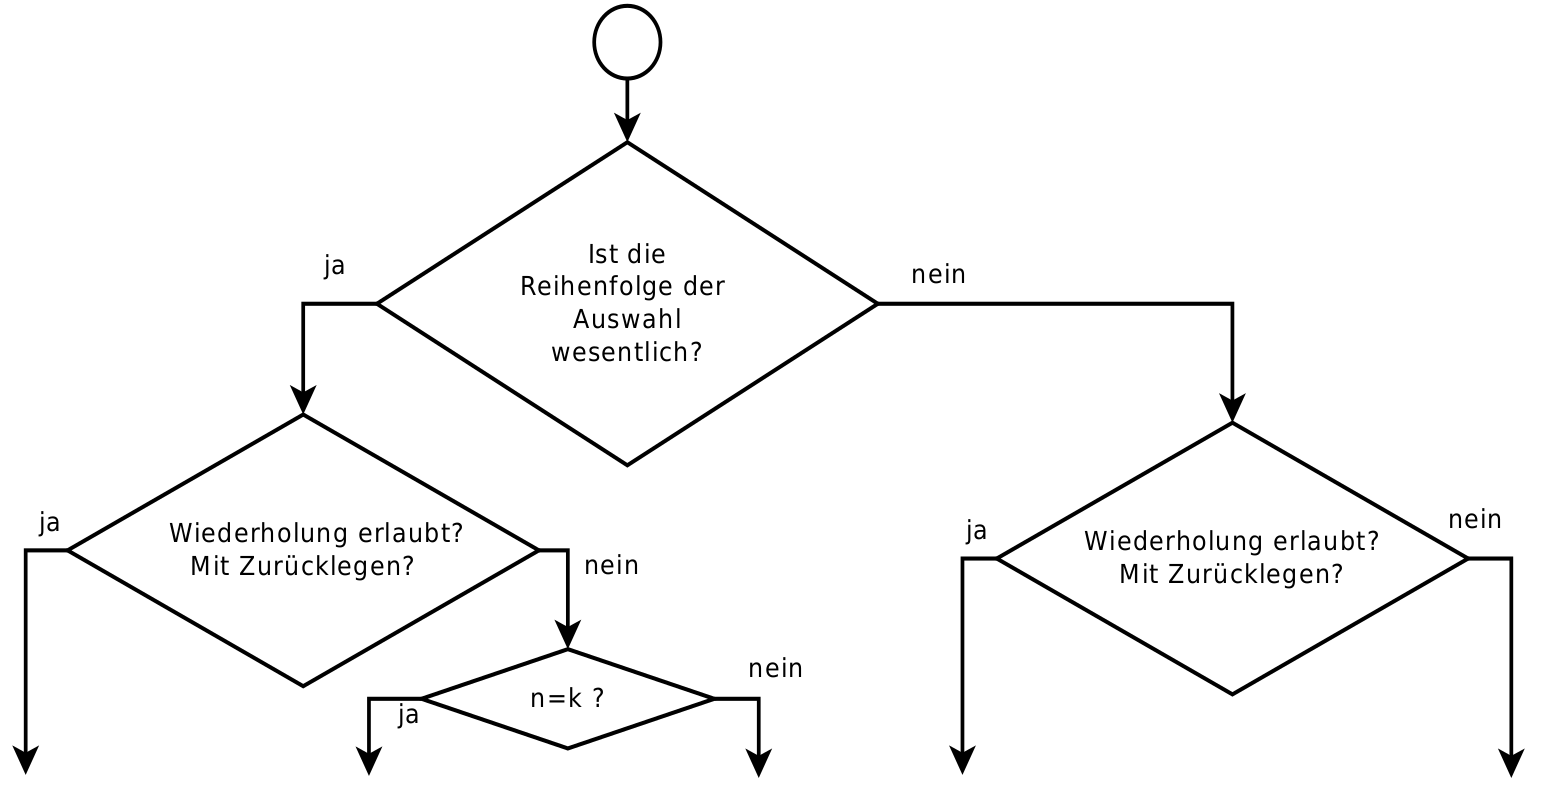 Ist die
Reihenfolge der
Auswahl
wesentlich?
ja
nein
Wiederholung erlaubt?
Mit Zurücklegen?
ja
nein
n=k ?
ja
nein
Wiederholung erlaubt?
Mit Zurücklegen?
ja
nein